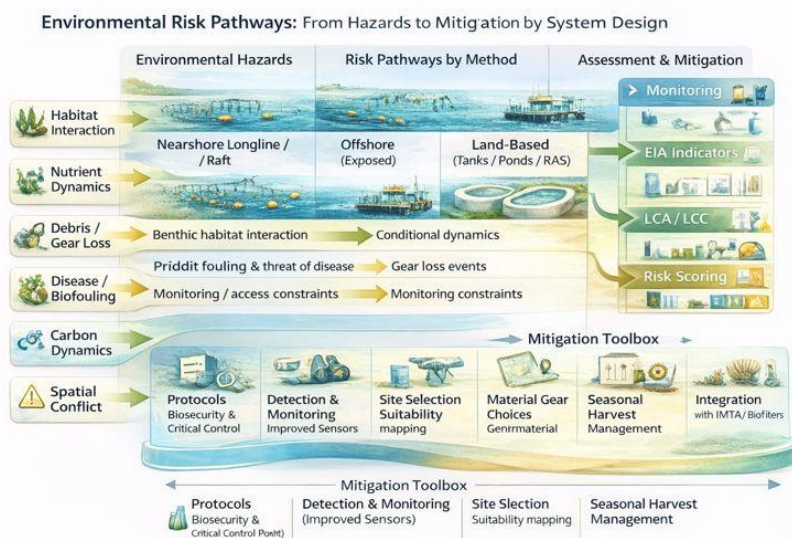 Environmental Risk Pathways: From Hazards to Mitigation by System Design
Environmental Hazards
Risk Pathways by Method
Assessment & Mitigation
Habitat
Interaction
Nutrient
Dynamics
Debris /
Gear Loss
Disease /
Biofouling
Carbon
Dynamics
Spatial
Conflict
Nearshore Longline /
/ Raft
Offshore
(Exposed)
Land-Based
(Tanks / Ponds / RAS)
Benthic habitat interaction
Conditional dynamics
Priddit fouling & threat of disease
Gear loss events
Monitoring / access constraints
Monitoring constraints
> Monitoring
EIA Indicators
LCA / LCC
Risk Scoring
Mitigation Toolbox
Protocols
Biosecurity &
Critical Control
Detection &
Monitoring
Improved Sensors
Site Selection
Suitability
mapping
Material Gear
Choices
Seasonal
Harvest
Management
Integration
with IMTA/
Mitigation Toolbox
Protocols
Biosecurity &
Critical Control
Detection & Monitoring
(Improved Sensors)
Site Slection
Suitability mapping
Seasonal Harvest
Management